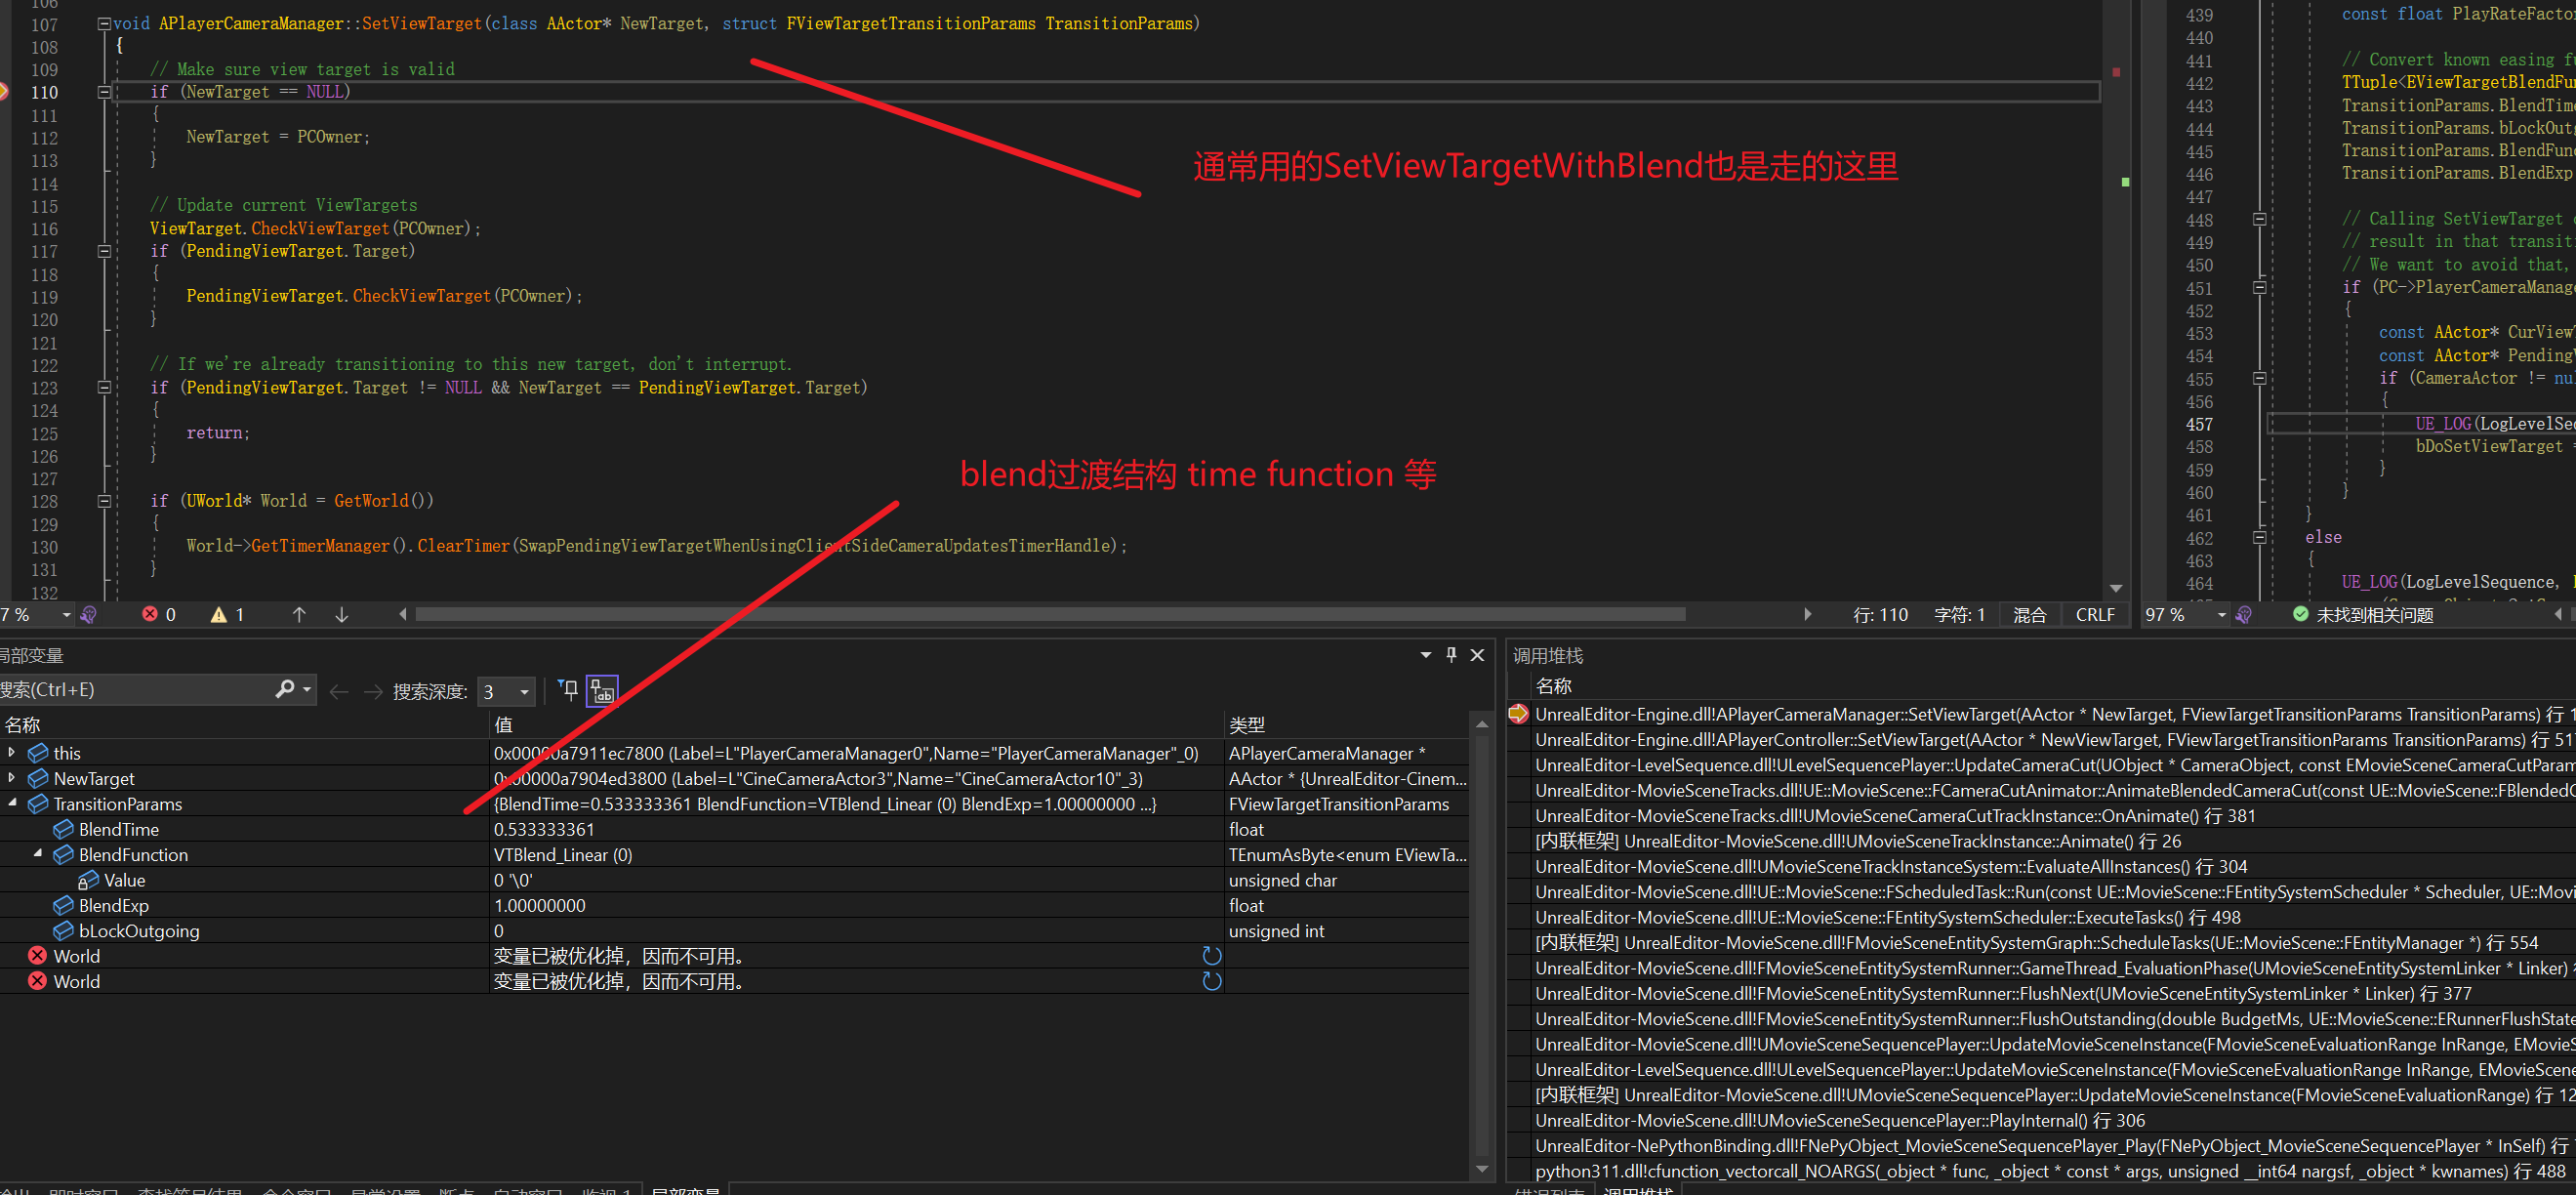 106
107 void APlayerCameraManager::SetViewTarget(class AActor* NewTarget, struct FViewTargetTransitionParams TransitionParams)
108 {
109 // Make sure view target is valid
110 if (NewTarget == NULL)
111 {
112 NewTarget = PCOwner;
113 }
114
115 // Update current ViewTargets
116 ViewTarget.CheckViewTarget(PCOwner);
117 if (PendingViewTarget.Target)
118 {
119 PendingViewTarget.CheckViewTarget(PCOwner);
120 }
121
122 // If we're already transitioning to this new target, don't interrupt.
123 if (PendingViewTarget.Target != NULL && NewTarget == PendingViewTarget.Target)
124 {
125 return;
126 }
127
128 if (UWorld* World = GetWorld())
129 {
130 World->GetTimerManager().ClearTimer(SwapPendingViewTargetWhenUsingClientSideCameraUpdatesTimerHandle);
131 }
132
通常用的SetViewTargetWithBlend也是走的这里
blend过渡结构 time function 等
7 % 0 1 行: 110 字符: 1 混合 CRLF
439 const float PlayRateFactor
440
441 // Convert known easing fu
442 TTuple<EViewTargetBlendFun
443 TransitionParams.BlendTime
444 TransitionParams.bLockOutg
445 TransitionParams.BlendFunc
446 TransitionParams.BlendExp
447
448 // Calling SetViewTarget
449 // result in that transiti
450 // We want to avoid that,
451 if (PC->PlayerCameraManage
452 {
453 const AActor* CurViewT
454 const AActor* PendingV
455 if (CameraActor != nul
456 {
457 UE_LOG(LogLevelSeq
458 bDoSetViewTarget =
459 }
460 }
461 }
462 else
463 {
464 UE_LOG(LogLevelSequence,
97 % 未找到相关问题
局部变量
搜索(Ctrl+E) 搜索深度: 3
名称 值 类型
this 0x00000a7911ec7800 (Label=L"PlayerCameraManager0",Name="PlayerCameraManager"_0) APlayerCameraManager *
NewTarget 0x00000a7904ed3800 (Label=L"CineCameraActor3",Name="CineCameraActor10"_3) AActor * {UnrealEditor-Cinem...
TransitionParams {BlendTime=0.533333361 BlendFunction=VTBlend_Linear (0) BlendExp=1.00000000 ...} FViewTargetTransitionParams
BlendTime 0.533333361 float
BlendFunction VTBlend_Linear (0) TEnumAsByte<enum EViewTa...
Value 0 '\0' unsigned char
BlendExp 1.00000000 float
bLockOutgoing 0 unsigned int
World 变量已被优化掉，因而不可用。
World 变量已被优化掉，因而不可用。
调用堆栈
名称
UnrealEditor-Engine.dll!APlayerCameraManager::SetViewTarget(AActor * NewTarget, FViewTargetTransitionParams TransitionParams) 行 1
UnrealEditor-Engine.dll!APlayerController::SetViewTarget(AActor * NewViewTarget, FViewTargetTransitionParams TransitionParams) 行 51
UnrealEditor-LevelSequence.dll!ULevelSequencePlayer::UpdateCameraCut(UObject * CameraObject, const EMovieSceneCameraCutParam
UnrealEditor-MovieSceneTracks.dll!UE::MovieScene::FCameraCutAnimator::AnimateBlendedCameraCut(const UE::MovieScene::FBlendedC
UnrealEditor-MovieSceneTracks.dll!UMovieSceneCameraCutTrackInstance::OnAnimate() 行 381
[内联框架] UnrealEditor-MovieScene.dll!UMovieSceneTrackInstance::Animate() 行 26
UnrealEditor-MovieScene.dll!UMovieSceneTrackInstanceSystem::EvaluateAllInstances() 行 304
UnrealEditor-MovieScene.dll!UE::MovieScene::FScheduledTask::Run(const UE::MovieScene::FEntitySystemScheduler * Scheduler, UE::Movi
UnrealEditor-MovieScene.dll!UE::MovieScene::FEntitySystemScheduler::ExecuteTasks() 行 498
[内联框架] UnrealEditor-MovieScene.dll!FMovieSceneEntitySystemGraph::ScheduleTasks(UE::MovieScene::FEntityManager *) 行 554
UnrealEditor-MovieScene.dll!FMovieSceneEntitySystemRunner::GameThread_EvaluationPhase(UMovieSceneEntitySystemLinker * Linker)
UnrealEditor-MovieScene.dll!FMovieSceneEntitySystemRunner::FlushNext(UMovieSceneEntitySystemLinker * Linker) 行 377
UnrealEditor-MovieScene.dll!FMovieSceneEntitySystemRunner::FlushOutstanding(double BudgetMs, UE::MovieScene::ERunnerFlushState
UnrealEditor-MovieScene.dll!UMovieSceneSequencePlayer::UpdateMovieSceneInstance(FMovieSceneEvaluationRange InRange, EMovieS
UnrealEditor-LevelSequence.dll!ULevelSequencePlayer::UpdateMovieSceneInstance(FMovieSceneEvaluationRange InRange, EMovieScene
[内联框架] UnrealEditor-MovieScene.dll!UMovieSceneSequencePlayer::UpdateMovieSceneInstance(FMovieSceneEvaluationRange) 行 12
UnrealEditor-MovieScene.dll!UMovieSceneSequencePlayer::PlayInternal() 行 306
UnrealEditor-NePythonBinding.dll!FNePyObject_MovieSceneSequencePlayer_Play(FNePyObject_MovieSceneSequencePlayer * InSelf) 行
python311.dll!cfunction_vectorcall_NOARGS(_object * func, _object * const * args, unsigned __int64 nargsf, _object * kwnames) 行 488